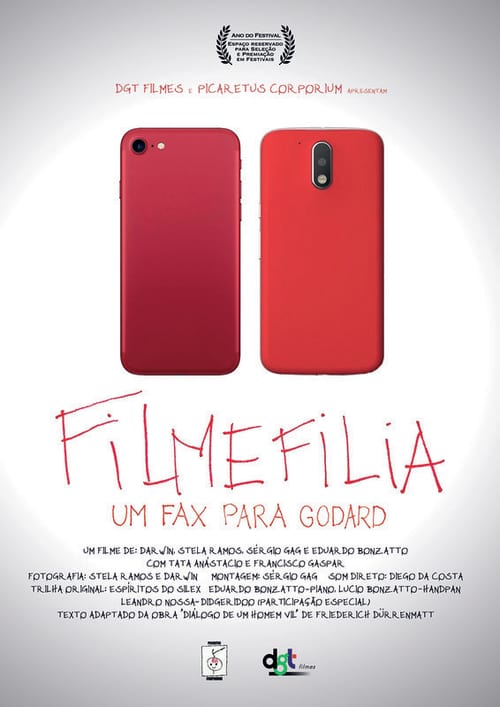 Ano do Festival
Espaço reservado
para Seleção
e Premiação
em Festivais
DGT FILMES e PICARETUS CORPORIUM APRESENTAM
FILMEFILIA
UM FAX PARA GODARD
UM FILME DE: DARWIN, STELA RAMOS, SÉRGIO GAG E EDUARDO BONZATTO
COM TATA ANÁSTACIO E FRANCISCO GASPAR
FOTOGRAFIA: STELA RAMOS E DARWIN MONTAGEM: SÉRGIO GAG SOM DIRETO: DIEGO DA COSTA
TRILHA ORIGINAL: ESPÍRITOS DO SILEX EDUARDO BONZATTO-PIANO, LUCIO BONZATTO-HANDPAN
LEANDRO NOSSA-DIDGERIDOO (PARTICIPAÇÃO ESPECIAL)
TEXTO ADAPTADO DA OBRA "DIÁLOGO DE UM HOMEM VIL" DE FRIEDERICH DÜRRENMATT
dgt filmes